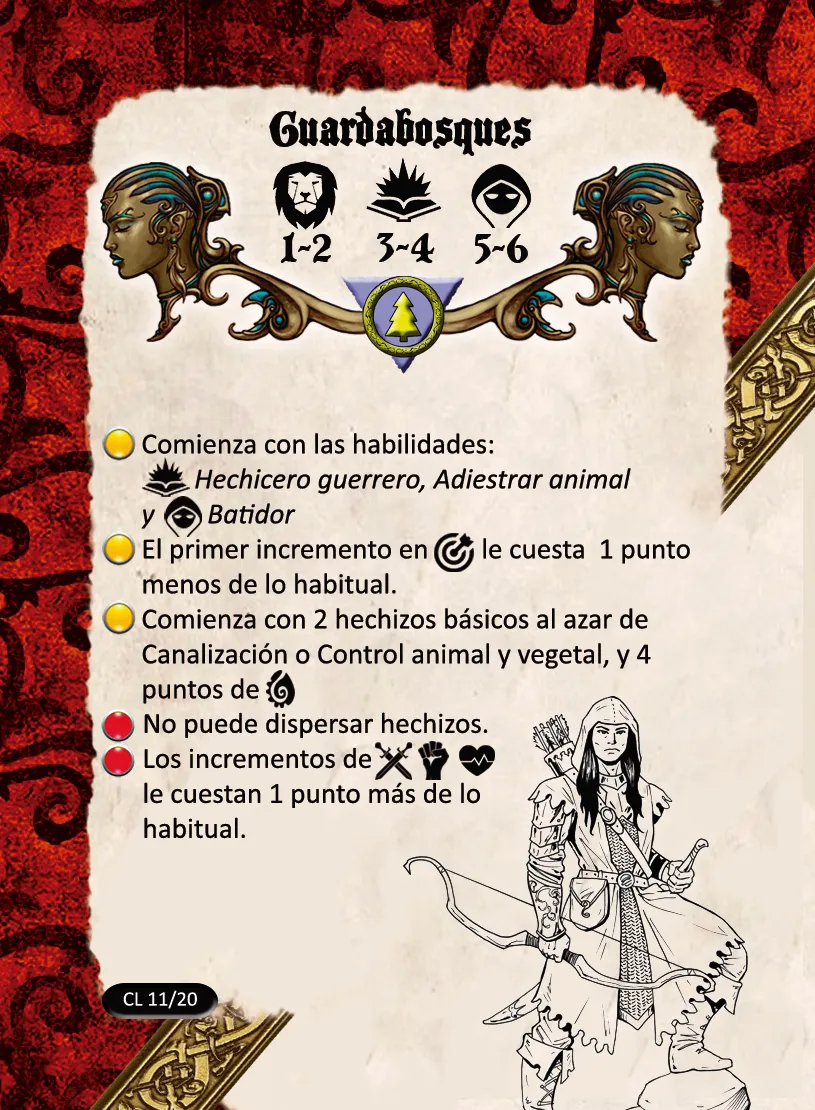 Guardabosques
1~2 3~4 5~6
Comienza con las habilidades:
Hechicero guerrero, Adiestrar animal
y Batidor
El primer incremento en le cuesta 1 punto
menos de lo habitual.
Comienza con 2 hechizos básicos al azar de
Canalización o Control animal y vegetal, y 4
puntos de
No puede dispersar hechizos.
Los incrementos de
le cuestan 1 punto más de lo
habitual.
CL 11/20